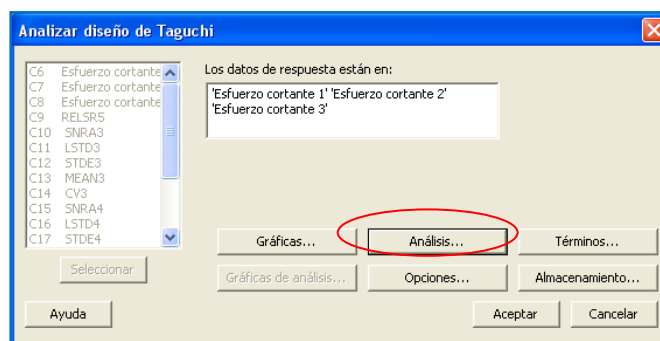 Analizar diseño de Taguchi
C6 Esfuerzo cortante
C7 Esfuerzo cortante
C8 Esfuerzo cortante
C9 RELSR5
C10 SNRA3
C11 LSTD3
C12 STDE3
C13 MEAN3
C14 CV3
C15 SNRA4
C16 LSTD4
C17 STDE4
Los datos de respuesta están en:
'Esfuerzo cortante 1' 'Esfuerzo cortante 2'
'Esfuerzo cortante 3'
Gráficas... Análisis... Términos...
Seleccionar Gráficas de análisis... Opciones... Almacenamiento...
Ayuda Aceptar Cancelar